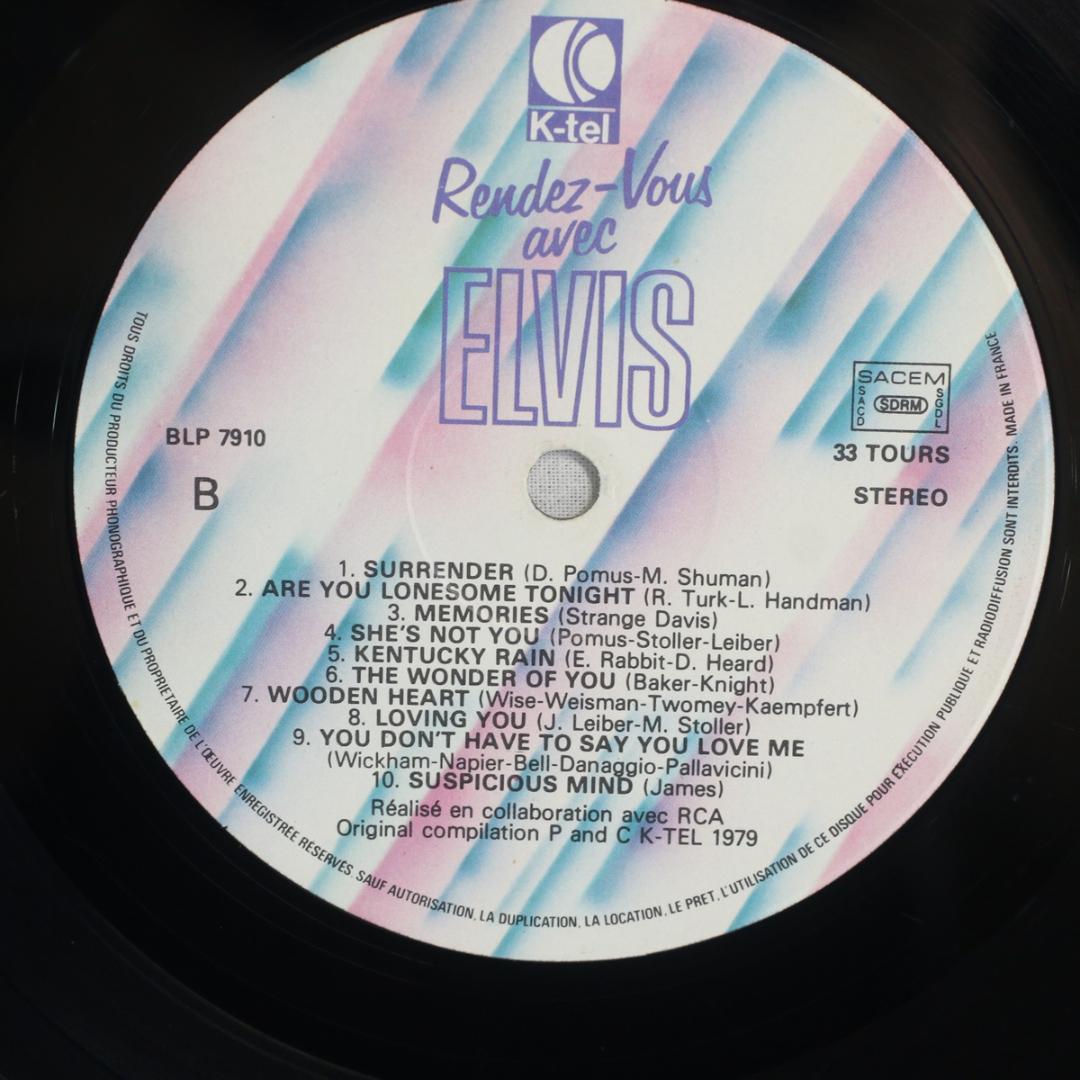 K-tel
Rendez-Vous
avec
ELVIS
SACEM
SACD
SDRM
SGDL
BLP 7910
33 TOURS
B
STEREO
1. SURRENDER (D. Pomus-M. Shuman)
2. ARE YOU LONESOME TONIGHT (R. Turk-L. Handman)
3. MEMORIES (Strange Davis)
4. SHE'S NOT YOU (Pomus-Stoller-Leiber)
5. KENTUCKY RAIN (E. Rabbit-D. Heard)
6. THE WONDER OF YOU (Baker-Knight)
7. WOODEN HEART (Wise-Weisman-Twomey-Kaempfert)
8. LOVING YOU (J. Leiber-M. Stoller)
9. YOU DON'T HAVE TO SAY YOU LOVE ME
(Wickham-Napier-Bell-Danaggio-Pallavicini)
10. SUSPICIOUS MIND (James)
Réalisé en collaboration avec RCA
Original compilation P and C K-TEL 1979
TOUS DROITS DU PRODUCTEUR PHONOGRAPHIQUE ET DU PROPRIETAIRE DE L'ŒUVRE ENREGISTREE RESERVES. SAUF AUTORISATION, LA DUPLICATION, LA LOCATION, LE PRET, L'UTILISATION DE CE DISQUE POUR EXECUTION PUBLIQUE ET RADIODIFFUSION SONT INTERDITS. MADE IN FRANCE